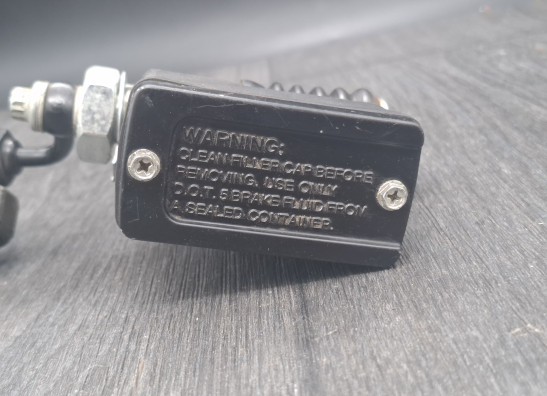 WARNING:
CLEAN FILLER CAP BEFORE
REMOVING. USE ONLY
D.O.T. 5 BRAKE FLUID FROM
A SEALED CONTAINER.